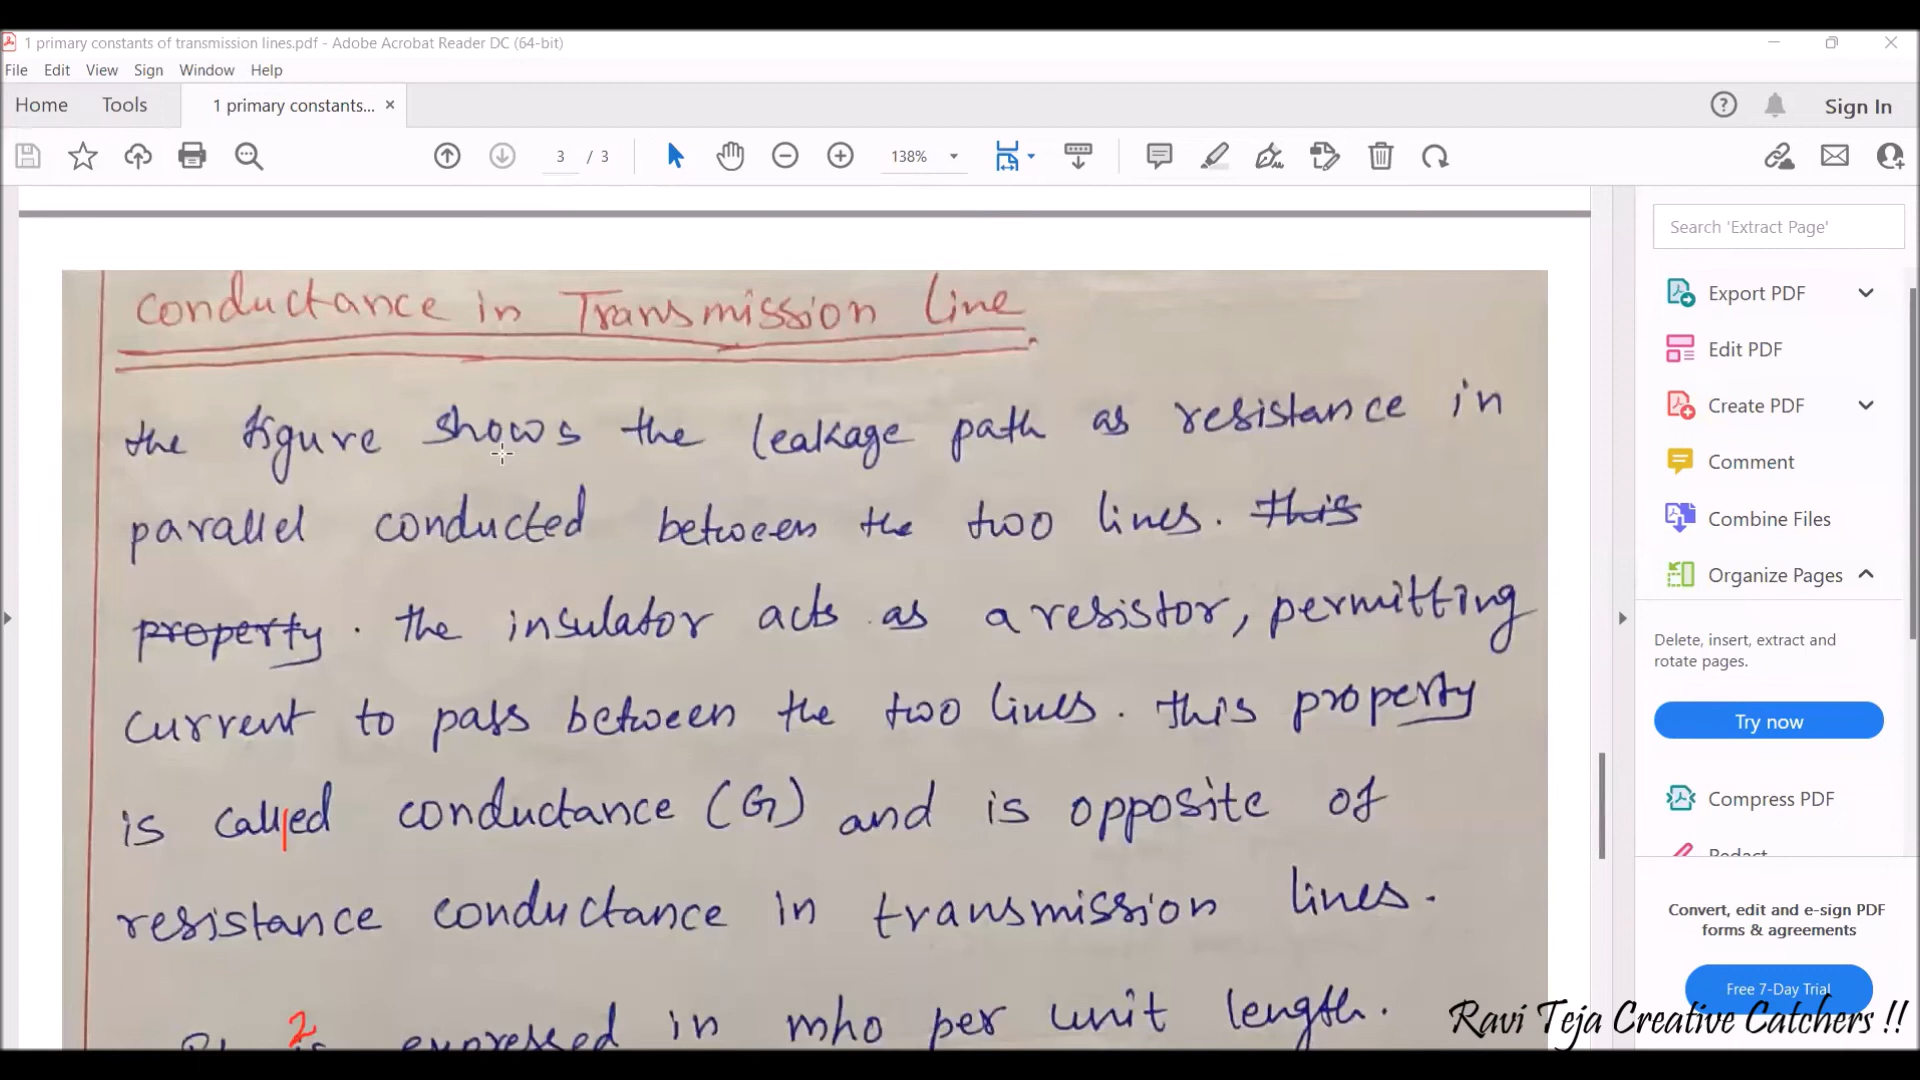 1 primary constants of transmission lines.pdf - Adobe Acrobat Reader DC (64-bit)
File Edit View Sign Window Help
Home Tools 1 primary constants... × Sign In
3 / 3 138%
Search 'Extract Page'
Export PDF
Edit PDF
Create PDF
Comment
Combine Files
Organize Pages
Delete, insert, extract and
rotate pages.
Try now
Compress PDF
Redact
Convert, edit and e-sign PDF
forms & agreements
Free 7-Day Trial
Conductance in Transmission line
the figure shows the leakage path as resistance in
parallel conducted between the two lines. this
property . the insulator acts as a resistor, permitting
current to pass between the two lines. this property
is called conductance (G) and is opposite of
resistance conductance in transmission lines.
2
is expressed in mho per unit length.
Ravi Teja Creative Catchers !!